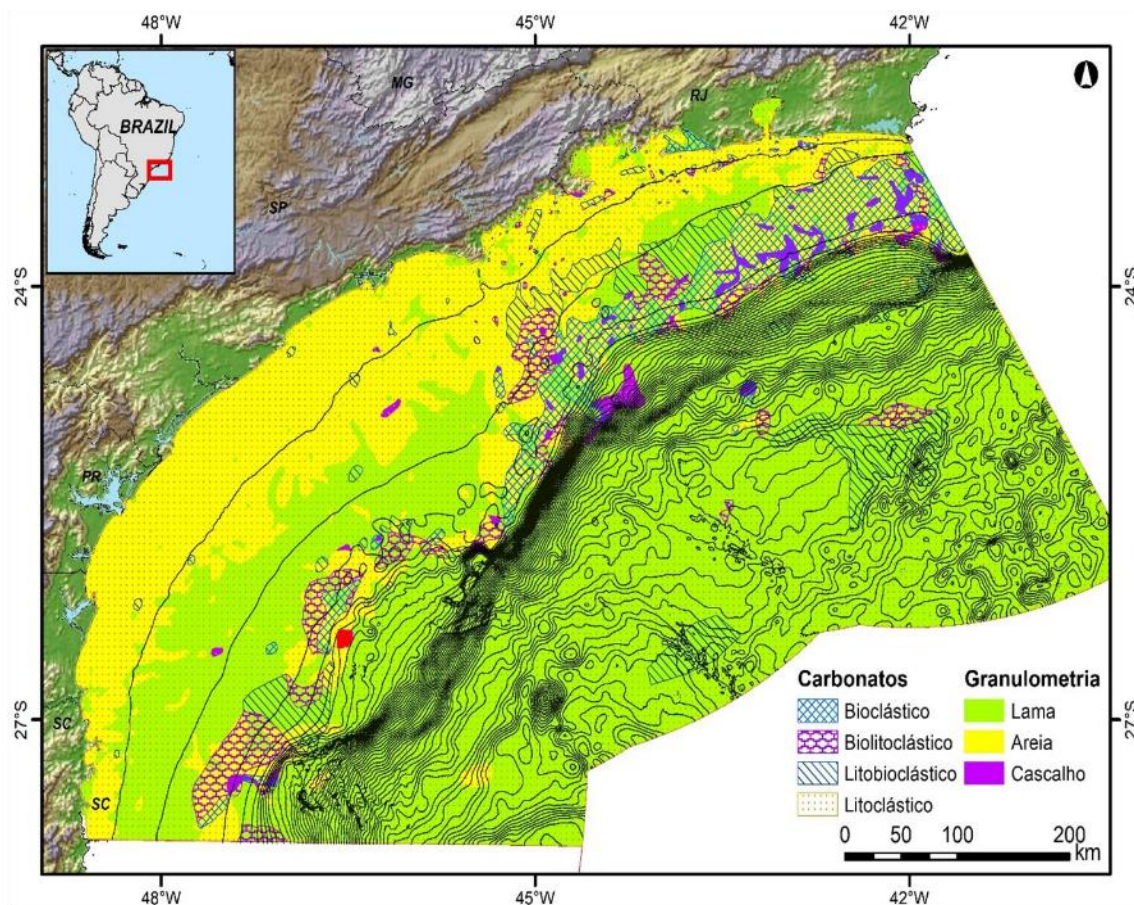 48°W 45°W 42°W
BRAZIL
MG
RJ
SP
24°S 24°S
PR
27°S 27°S
SC
SC
Carbonatos
Bioclástico
Biolitoclástico
Litobioclástico
Litoclástico
Granulometria
Lama
Areia
Cascalho
0 50 100 200
km
48°W 45°W 42°W